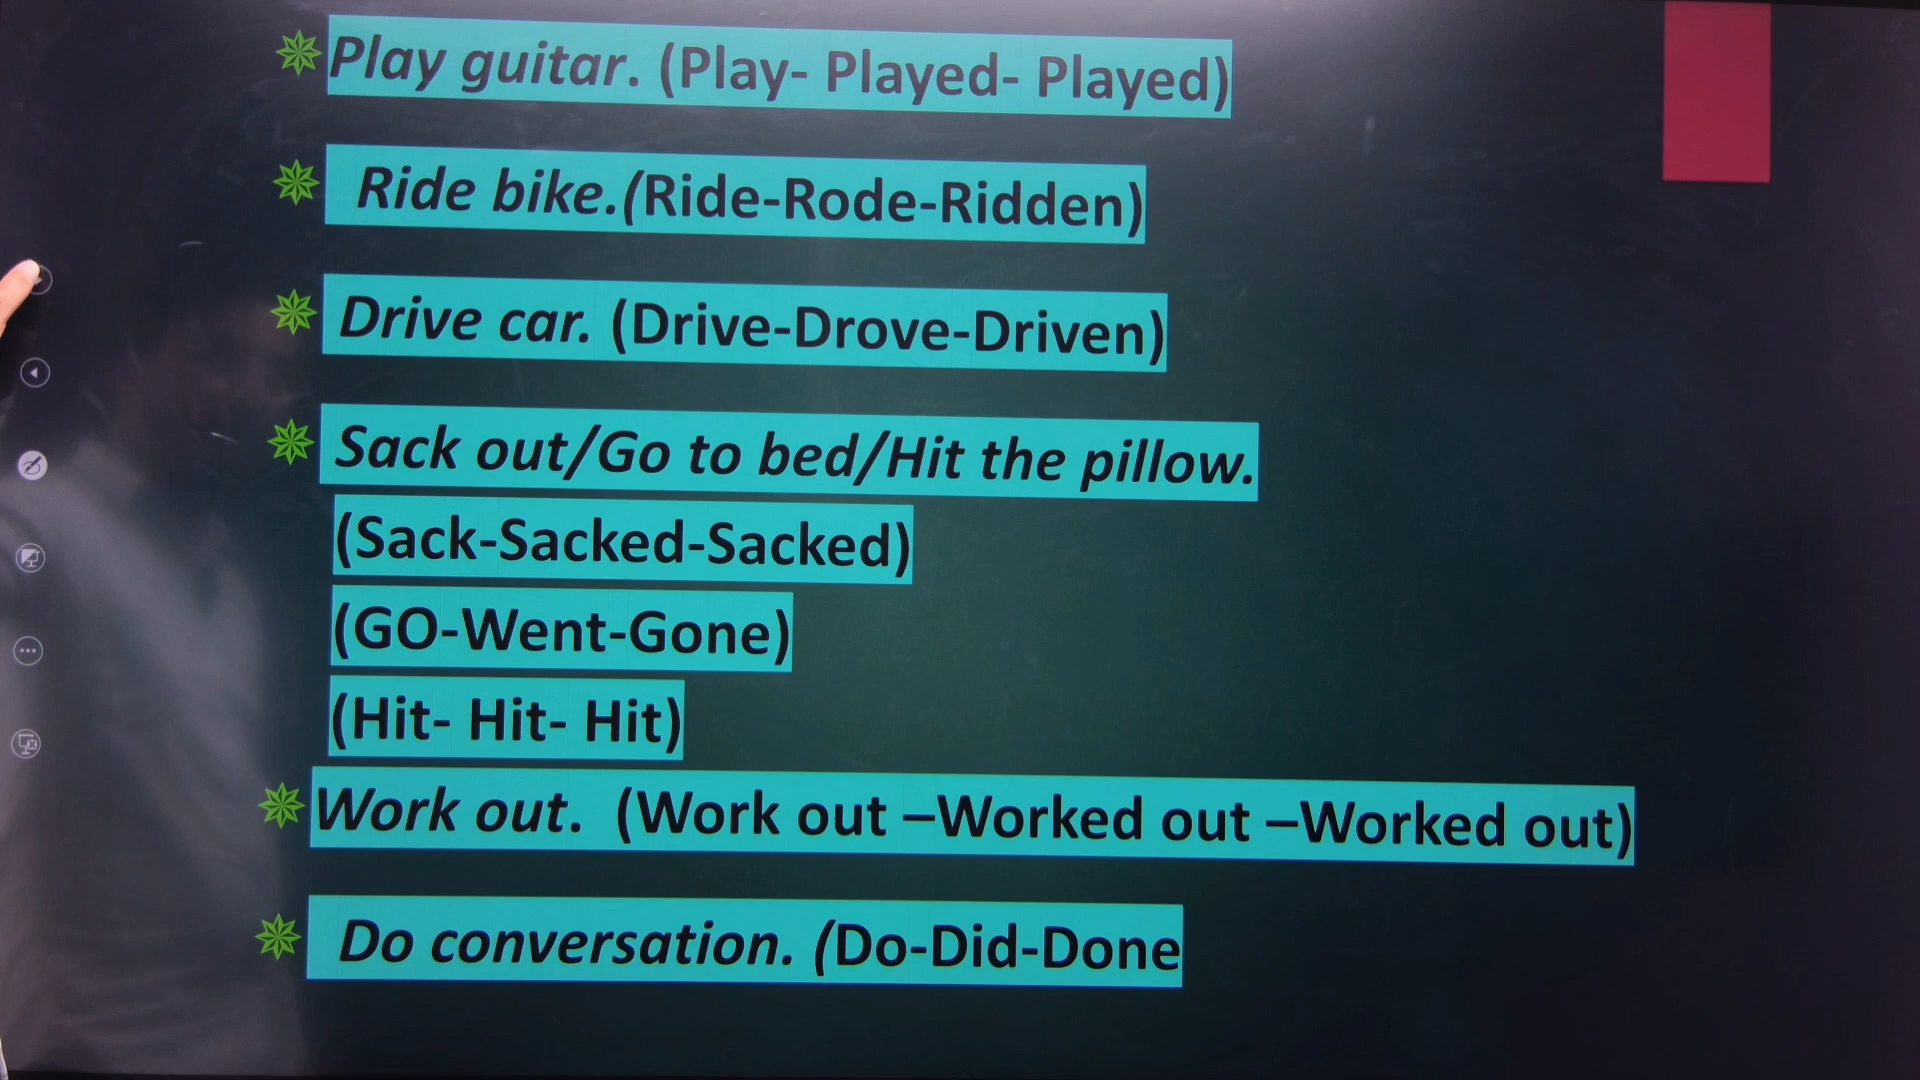 Play guitar. (Play- Played- Played)
Ride bike.(Ride-Rode-Ridden)
Drive car. (Drive-Drove-Driven)
Sack out/Go to bed/Hit the pillow.
(Sack-Sacked-Sacked)
(GO-Went-Gone)
(Hit- Hit- Hit)
Work out. (Work out –Worked out –Worked out)
Do conversation. (Do-Did-Done